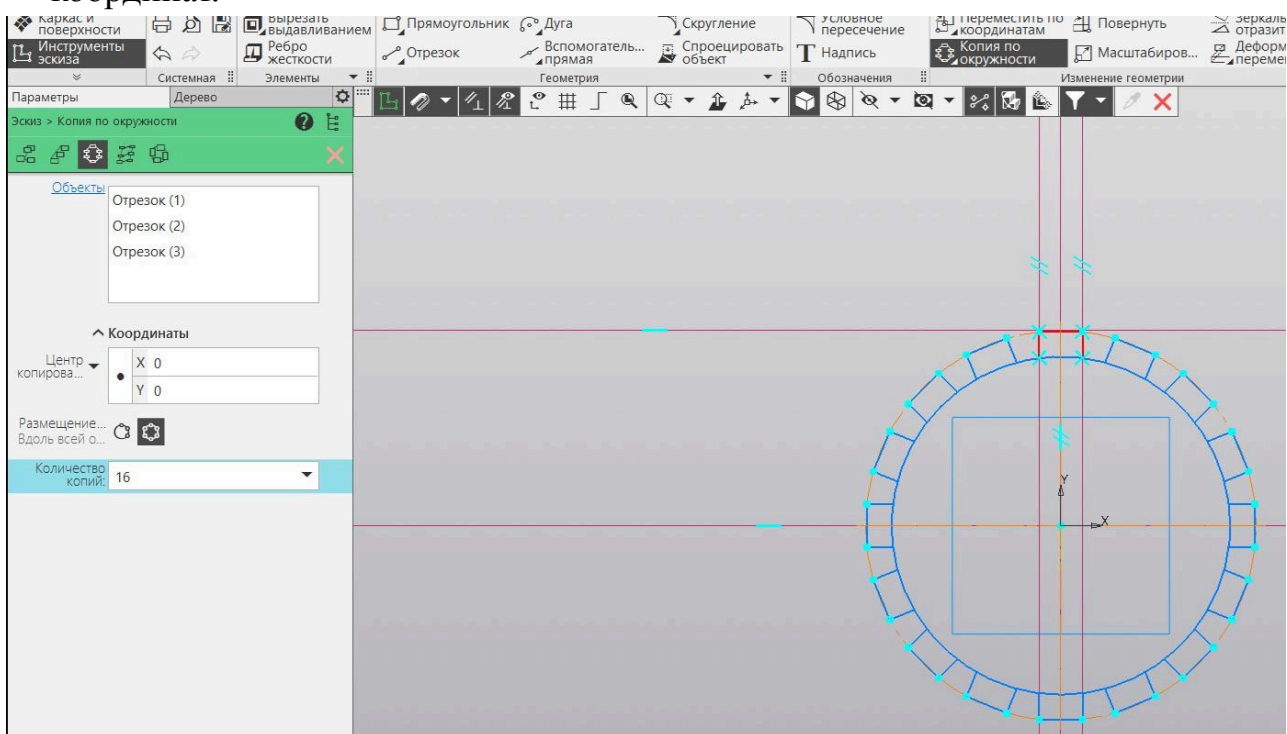 координат.
Каркас и поверхности
Вырезать выдавливанием
Прямоугольник
Дуга
Скругление
Условное пересечение
Переместить по координатам
Повернуть
Инструменты эскиза
Ребро жесткости
Отрезок
Вспомогатель... прямая
Спроецировать объект
Надпись
Копия по окружности
Масштабиров...
Системная
Элементы
Геометрия
Обозначения
Изменение геометрии
Параметры
Дерево
Эскиз > Копия по окружности
Объекты
Отрезок (1)
Отрезок (2)
Отрезок (3)
Координаты
Центр копирова...
X 0
Y 0
Размещение...
Вдоль всей о...
Количество копий:
16
Y
X